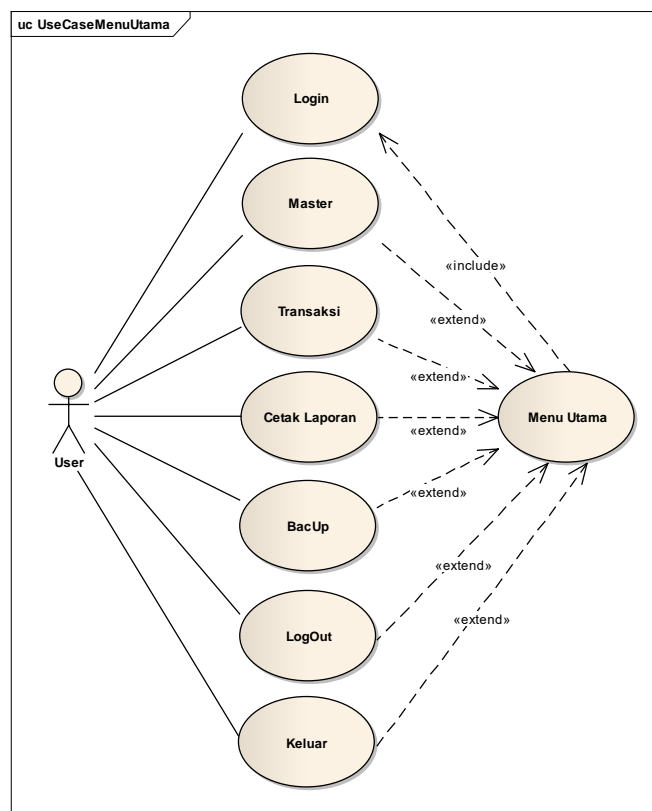 uc UseCaseMenuUtama
Login
Master
«include»
Transaksi
«extend»
«extend»
Cetak Laporan
«extend»
Menu Utama
User
«extend»
BacUp
«extend»
LogOut
«extend»
Keluar